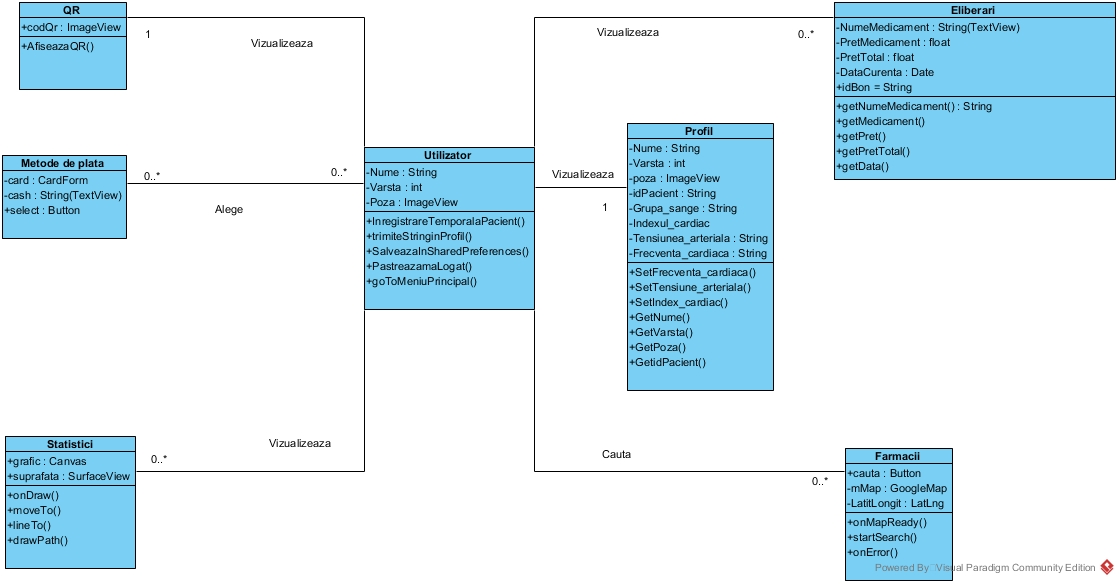 QR
+codQr : ImageView
+AfiseazaQR()
1
Vizualizeaza
Vizualizeaza
0..*
Eliberari
-NumeMedicament : String(TextView)
-PretMedicament : float
-PretTotal : float
-DataCurenta : Date
+idBon = String
+getNumeMedicament() : String
+getMedicament()
+getPret()
+getPretTotal()
+getData()
Metode de plata
-card : CardForm
-cash : String(TextView)
+select : Button
0..*
0..*
Alege
Utilizator
-Nume : String
-Varsta : int
-Poza : ImageView
+InregistrareTemporalaPacient()
+trimiteStringinProfil()
+SalveazaInSharedPreferences()
+PastreazamaLogat()
+goToMeniuPrincipal()
Vizualizeaza
1
Profil
-Nume : String
-Varsta : int
-poza : ImageView
-idPacient : String
-Grupa_sange : String
-Indexul_cardiac
-Tensiunea_arteriala : String
-Frecventa_cardiaca : String
+SetFrecventa_cardiaca()
+SetTensiune_arteriala()
+SetIndex_cardiac()
+GetNume()
+GetVarsta()
+GetPoza()
+GetidPacient()
Statistici
+grafic : Canvas
+suprafata : SurfaceView
+onDraw()
+moveTo()
+lineTo()
+drawPath()
Vizualizeaza
0..*
Cauta
0..*
Farmacii
+cauta : Button
-mMap : GoogleMap
-LatitLongit : LatLng
+onMapReady()
+startSearch()
+onError()
Powered By Visual Paradigm Community Edition